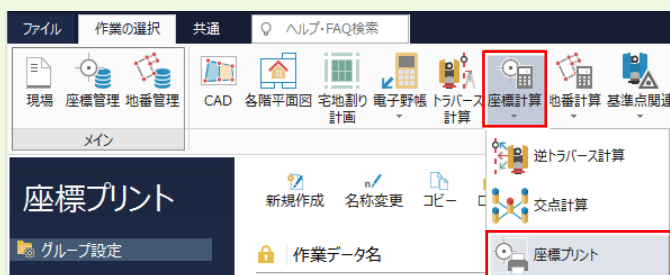 ファイル 作業の選択 共通 ヘルプ・FAQ検索
現場 座標管理 地番管理 CAD 各階平面図 宅地割り計画 電子野帳 トラバース計算 座標計算 地番計算 基準点関連
メイン
逆トラバース計算
座標プリント
新規作成 名称変更 コピー
交点計算
グループ設定
作業データ名
座標プリント